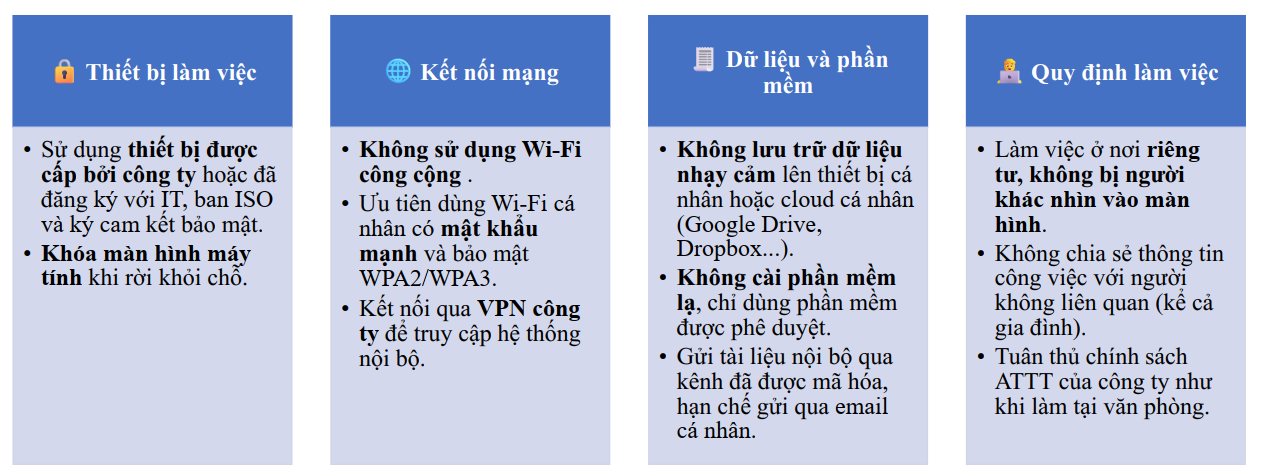 🔒 Thiết bị làm việc
• Sử dụng thiết bị được
cấp bởi công ty hoặc đã
đăng ký với IT, ban ISO
và ký cam kết bảo mật.
• Khóa màn hình máy
tính khi rời khỏi chỗ.
🌐 Kết nối mạng
• Không sử dụng Wi-Fi
công cộng .
• Ưu tiên dùng Wi-Fi cá
nhân có mật khẩu
mạnh và bảo mật
WPA2/WPA3.
• Kết nối qua VPN công
ty để truy cập hệ thống
nội bộ.
🧾 Dữ liệu và phần
mềm
• Không lưu trữ dữ liệu
nhạy cảm lên thiết bị cá
nhân hoặc cloud cá nhân
(Google Drive,
Dropbox...).
• Không cài phần mềm
lạ, chỉ dùng phần mềm
được phê duyệt.
• Gửi tài liệu nội bộ qua
kênh đã được mã hóa,
hạn chế gửi qua email
cá nhân.
🧑‍💻 Quy định làm việc
• Làm việc ở nơi riêng
tư, không bị người
khác nhìn vào màn
hình.
• Không chia sẻ thông tin
công việc với người
không liên quan (kể cả
gia đình).
• Tuân thủ chính sách
ATTT của công ty như
khi làm tại văn phòng.